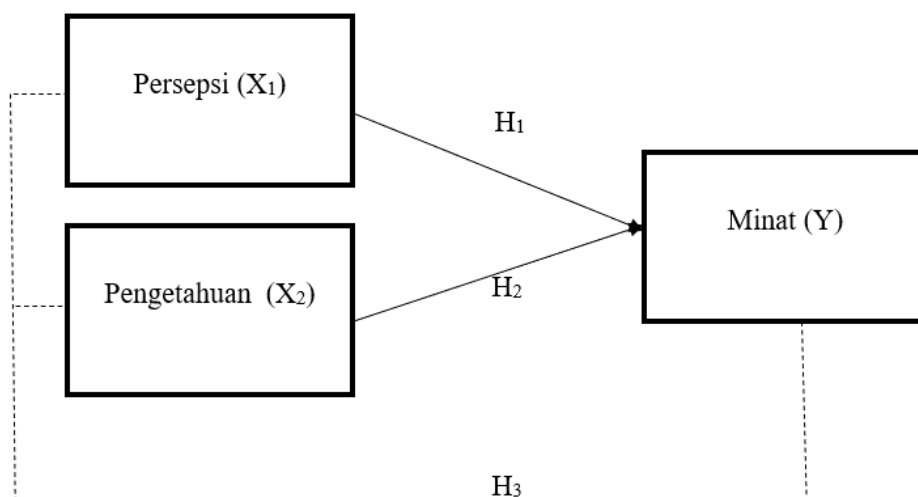 Persepsi (X₁)
H₁
Minat (Y)
Pengetahuan (X₂)
H₂
H₃